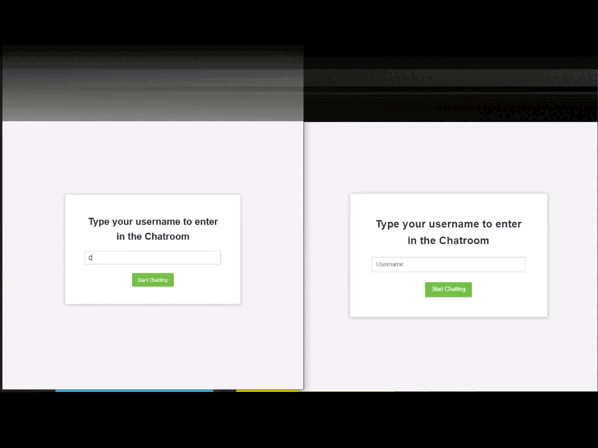 Type your username to enter
in the Chatroom
d
Start Chatting
Type your username to enter
in the Chatroom
Username
Start Chatting